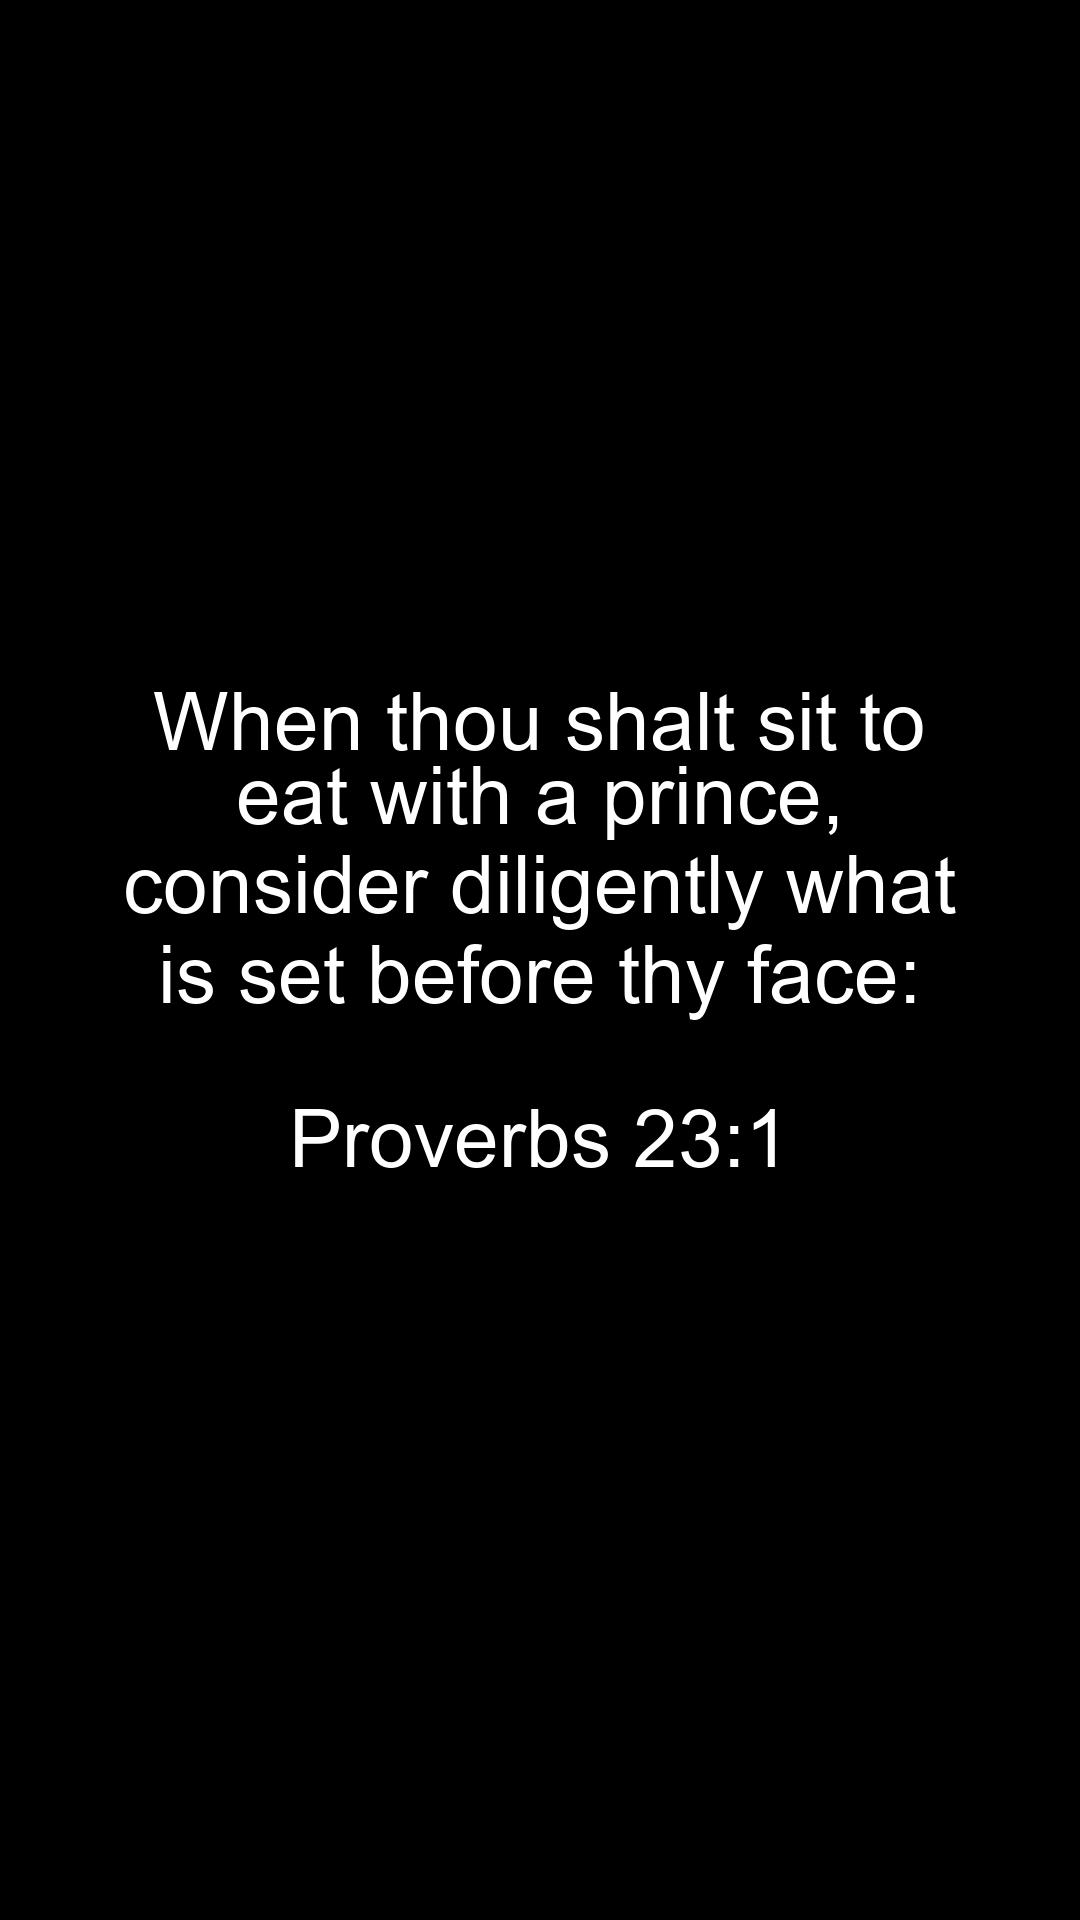 When thou shalt sit to
eat with a prince,
consider diligently what
is set before thy face:
Proverbs 23:1